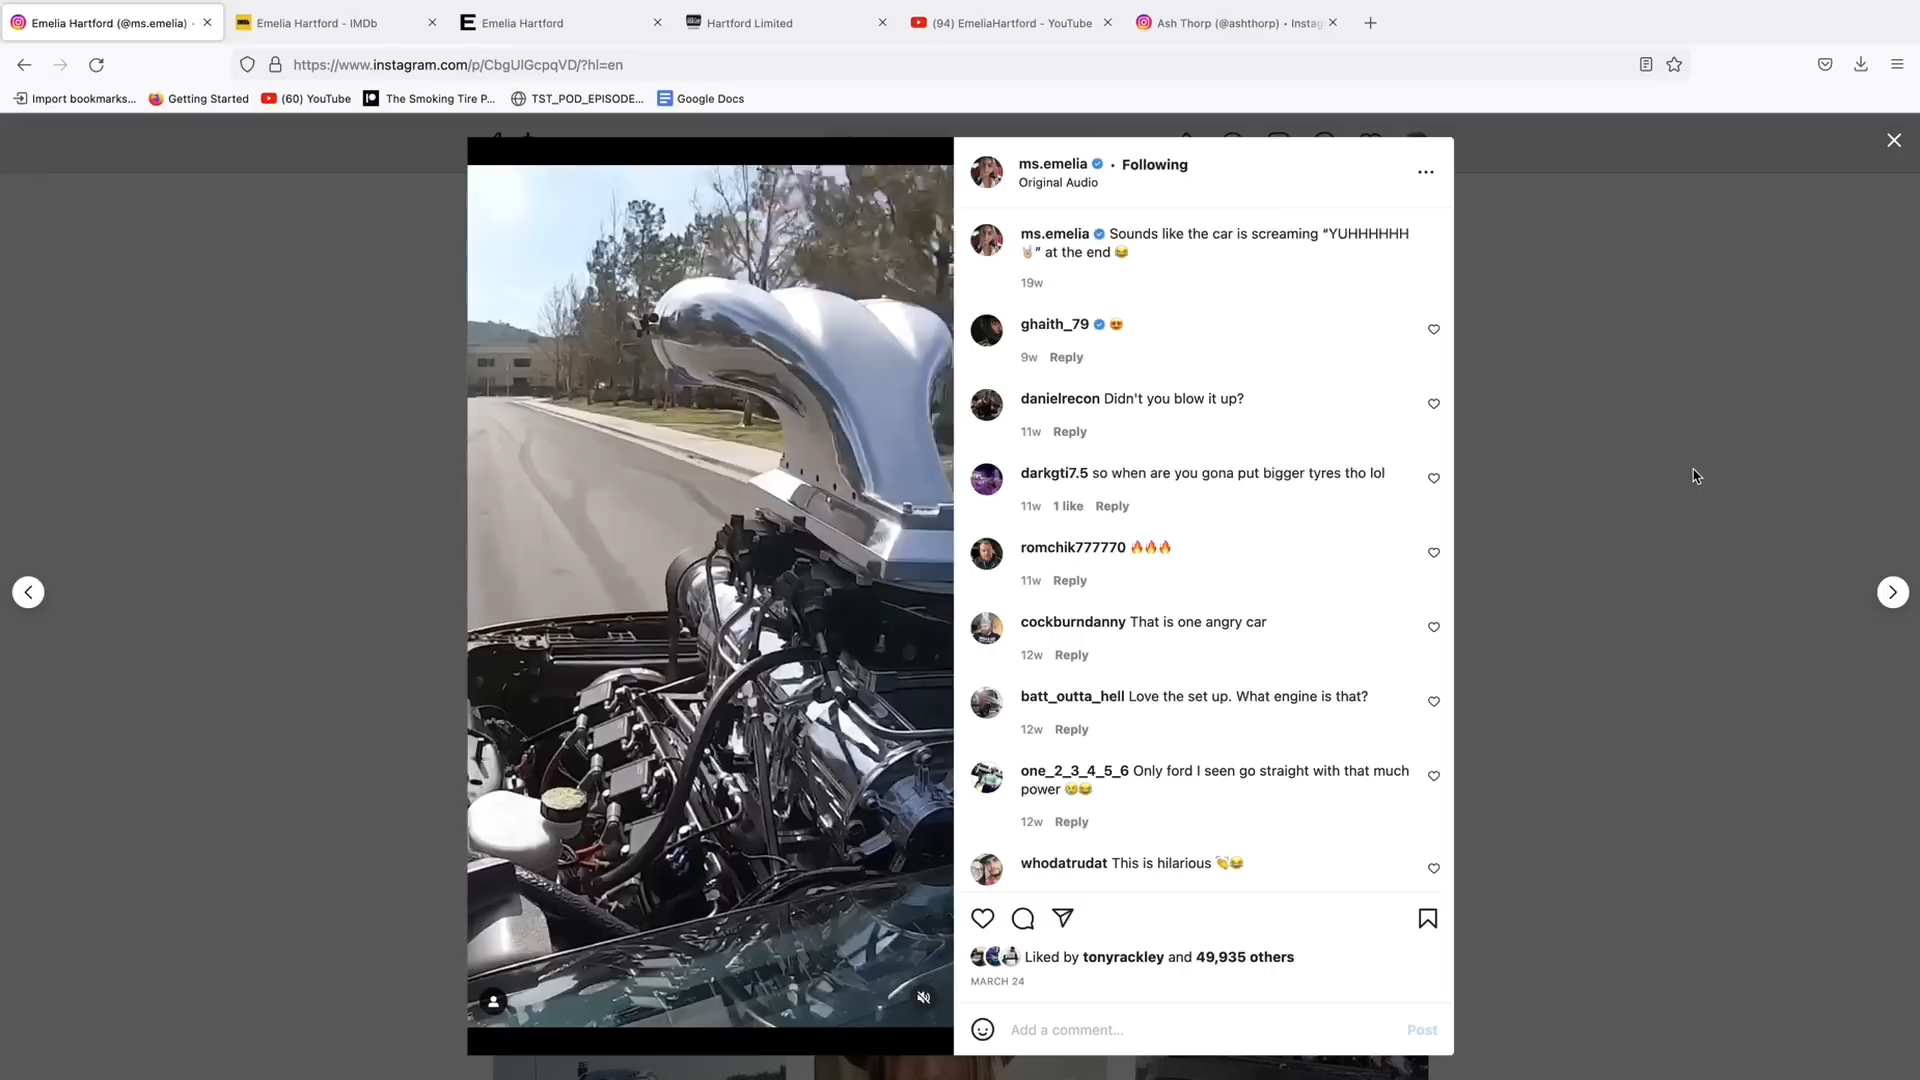 Emelia Hartford (@ms.emelia) •
Emelia Hartford - IMDb
Emelia Hartford
Hartford Limited
(94) EmeliaHartford - YouTube
Ash Thorp (@ashthorp) • Instag
https://www.instagram.com/p/CbgUlGcpqVD/?hl=en
Import bookmarks...
Getting Started
(60) YouTube
The Smoking Tire P...
TST_POD_EPISODE...
Google Docs
ms.emelia • Following
Original Audio
ms.emelia Sounds like the car is screaming “YUHHHHHH
🤘🏼” at the end 😂
19w
ghaith_79 😍
9w Reply
danielrecon Didn't you blow it up?
11w Reply
darkgti7.5 so when are you gona put bigger tyres tho lol
11w 1 like Reply
romchik777770 🔥🔥🔥
11w Reply
cockburndanny That is one angry car
12w Reply
batt_outta_hell Love the set up. What engine is that?
12w Reply
one_2_3_4_5_6 Only ford I seen go straight with that much
power 😢😂
12w Reply
whodatrudat This is hilarious 👏😂
Liked by tonyrackley and 49,935 others
MARCH 24
Add a comment...
Post